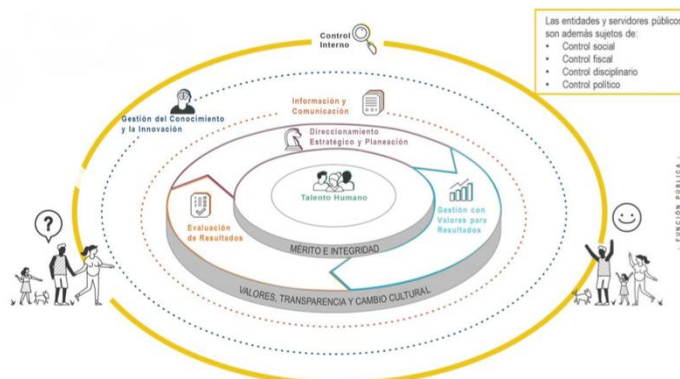 Control
Interno
Las entidades y servidores públicos
son además sujetos de:
• Control social
• Control fiscal
• Control disciplinario
• Control político
Gestión del Conocimiento
y la Innovación
Información y
Comunicación
Direccionamiento
Estratégico y Planeación
Talento Humano
Evaluación
de Resultados
Gestión con
Valores para
Resultados
MÉRITO E INTEGRIDAD
VALORES, TRANSPARENCIA Y CAMBIO CULTURAL
?
- FUNCIÓN PÚBLICA -